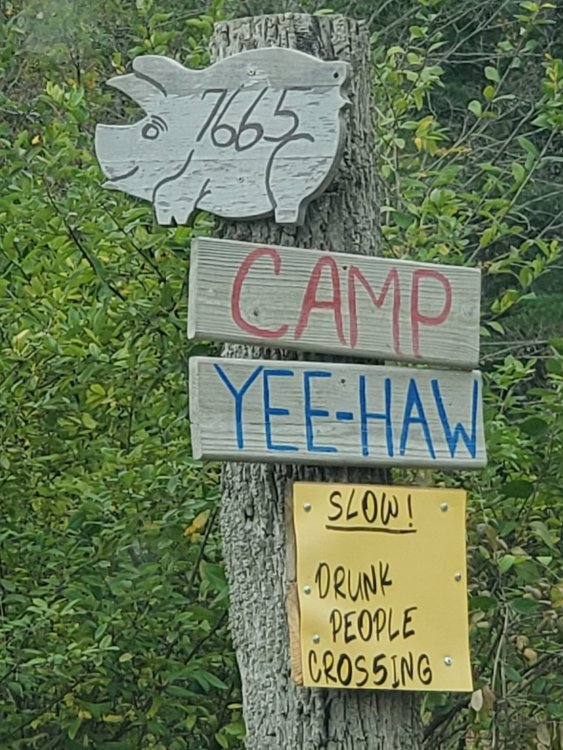 7665
CAMP
YEE-HAW
SLOW!
DRUNK
PEOPLE
CROSSING